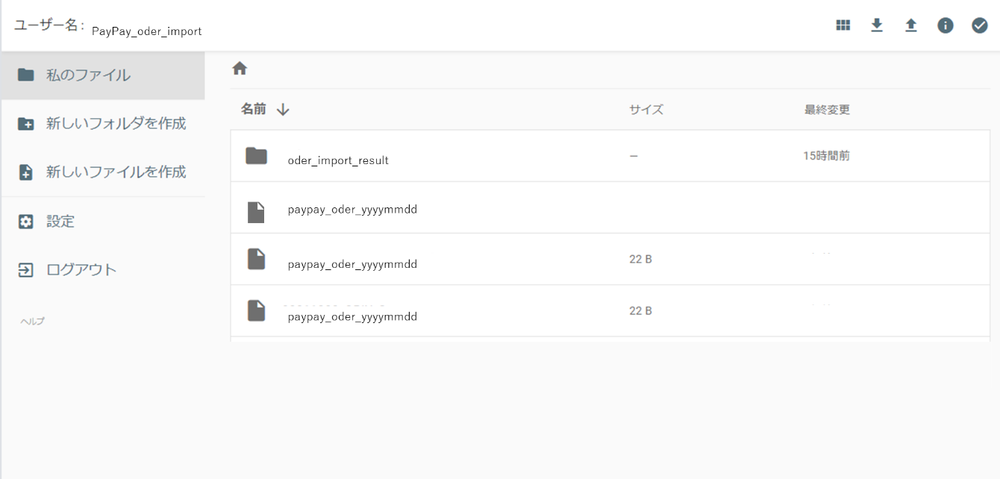 ユーザー名： PayPay_oder_import
私のファイル
新しいフォルダを作成
新しいファイルを作成
設定
ログアウト
ヘルプ
名前 サイズ 最終変更
oder_import_result – 15時間前
paypay_oder_yyyymmdd
paypay_oder_yyyymmdd 22 B
paypay_oder_yyyymmdd 22 B